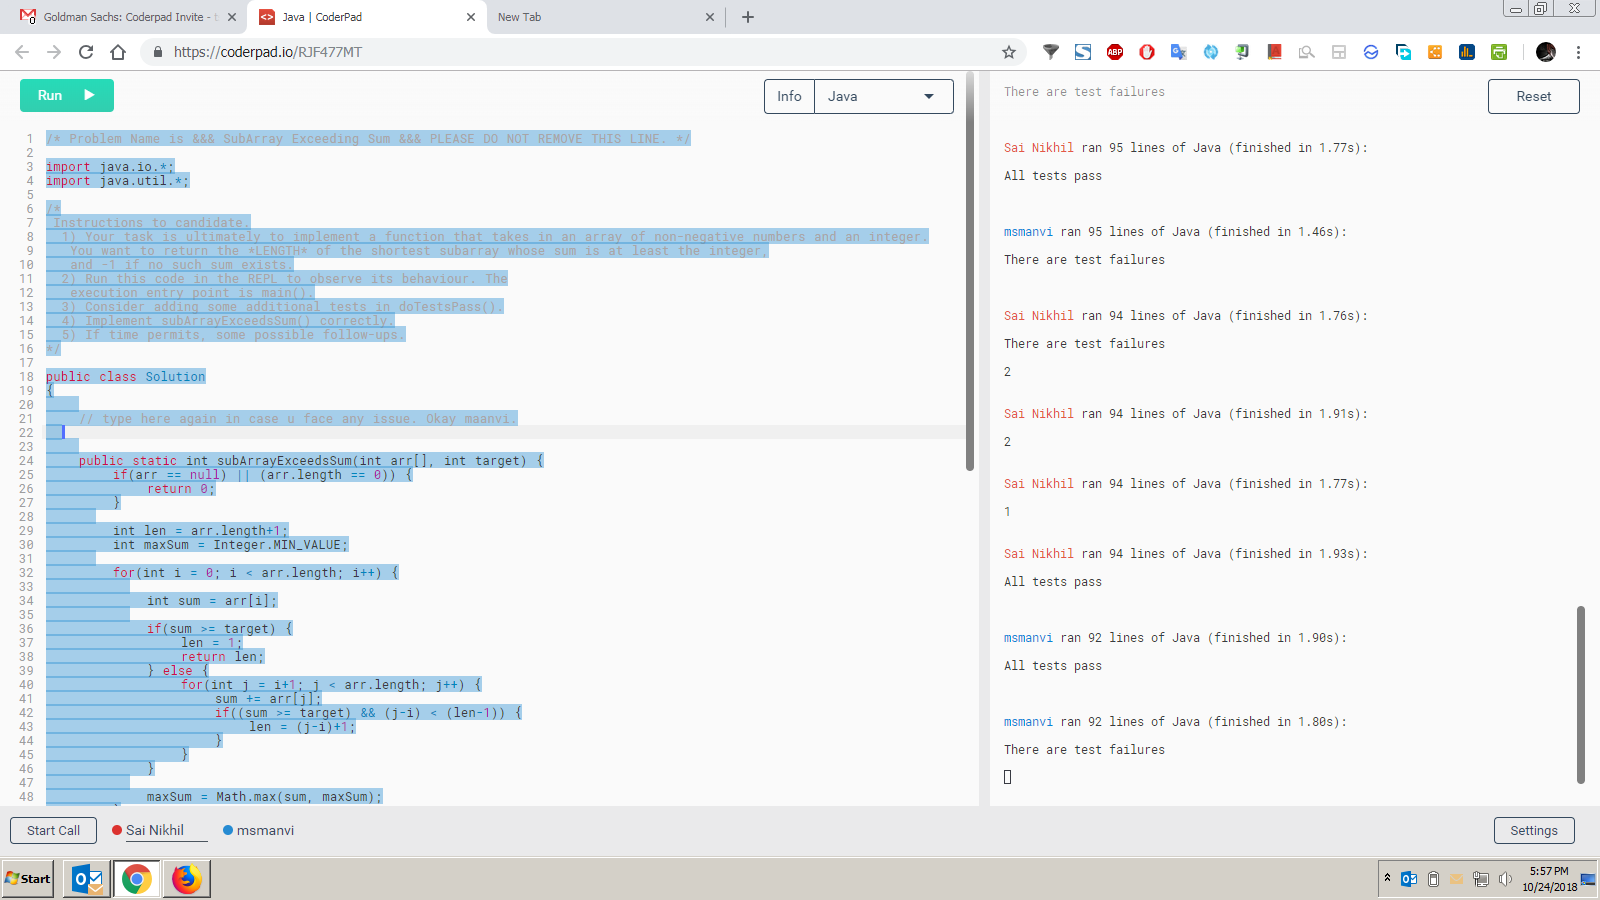 Goldman Sachs: Coderpad Invite - t
Java | CoderPad
New Tab
https://coderpad.io/RJF477MT
ABP
Run
Info
Java
Reset
1 /* Problem Name is &&& SubArray Exceeding Sum &&& PLEASE DO NOT REMOVE THIS LINE. */
2
3 import java.io.*;
4 import java.util.*;
5
6 /*
7 Instructions to candidate.
8 1) Your task is ultimately to implement a function that takes in an array of non-negative numbers and an integer.
9 You want to return the *LENGTH* of the shortest subarray whose sum is at least the integer,
10 and -1 if no such sum exists.
11 2) Run this code in the REPL to observe its behaviour. The
12 execution entry point is main().
13 3) Consider adding some additional tests in doTestsPass().
14 4) Implement subArrayExceedsSum() correctly.
15 5) If time permits, some possible follow-ups.
16 */
17
18 public class Solution
19 {
20
21 // type here again in case u face any issue. Okay maanvi.
22
23
24 public static int subArrayExceedsSum(int arr[], int target) {
25 if(arr == null) || (arr.length == 0)) {
26 return 0;
27 }
28
29 int len = arr.length+1;
30 int maxSum = Integer.MIN_VALUE;
31
32 for(int i = 0; i < arr.length; i++) {
33
34 int sum = arr[i];
35
36 if(sum >= target) {
37 len = 1;
38 return len;
39 } else {
40 for(int j = i+1; j < arr.length; j++) {
41 sum += arr[j];
42 if((sum >= target) && (j-i) < (len-1)) {
43 len = (j-i)+1;
44 }
45 }
46 }
47
48 maxSum = Math.max(sum, maxSum);
There are test failures
Sai Nikhil ran 95 lines of Java (finished in 1.77s):
All tests pass
msmanvi ran 95 lines of Java (finished in 1.46s):
There are test failures
Sai Nikhil ran 94 lines of Java (finished in 1.76s):
There are test failures
2
Sai Nikhil ran 94 lines of Java (finished in 1.91s):
2
Sai Nikhil ran 94 lines of Java (finished in 1.77s):
1
Sai Nikhil ran 94 lines of Java (finished in 1.93s):
All tests pass
msmanvi ran 92 lines of Java (finished in 1.90s):
All tests pass
msmanvi ran 92 lines of Java (finished in 1.80s):
There are test failures
Start Call
Sai Nikhil
msmanvi
Settings
Start
5:57 PM
10/24/2018